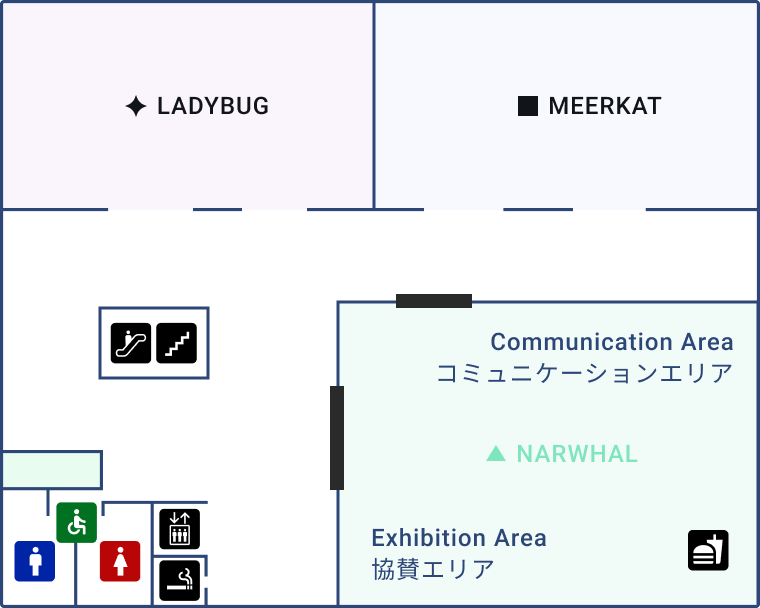 LADYBUG
MEERKAT
Communication Area
コミュニケーションエリア
NARWHAL
Exhibition Area
協賛エリア